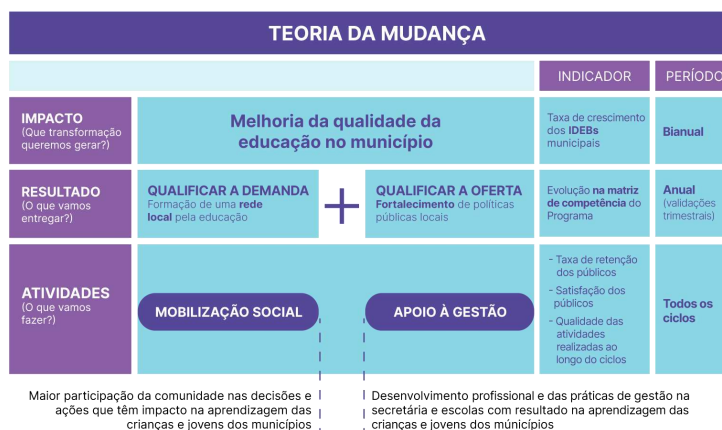 TEORIA DA MUDANÇA
INDICADOR
PERÍODO
IMPACTO
(Que transformação
queremos gerar?)
Melhoria da qualidade da
educação no município
Taxa de crescimento
dos IDEBs
municipais
Bianual
RESULTADO
(O que vamos
entregar?)
QUALIFICAR A DEMANDA
Formação de uma rede
local pela educação
+
QUALIFICAR A OFERTA
Fortalecimento de políticas
públicas locais
Evolução na matriz
de competência do
Programa
Anual
(validações
trimestrais)
ATIVIDADES
(O que vamos
fazer?)
MOBILIZAÇÃO SOCIAL
APOIO À GESTÃO
- Taxa de retenção
dos públicos
- Satisfação dos
públicos
- Qualidade das
atividades
realizadas ao
longo do ciclos
Todos os
ciclos
Maior participação da comunidade nas decisões e
ações que têm impacto na aprendizagem das
crianças e jovens dos municípios
Desenvolvimento profissional e das práticas de gestão na
secretária e escolas com resultado na aprendizagem das
crianças e jovens dos múnicípios